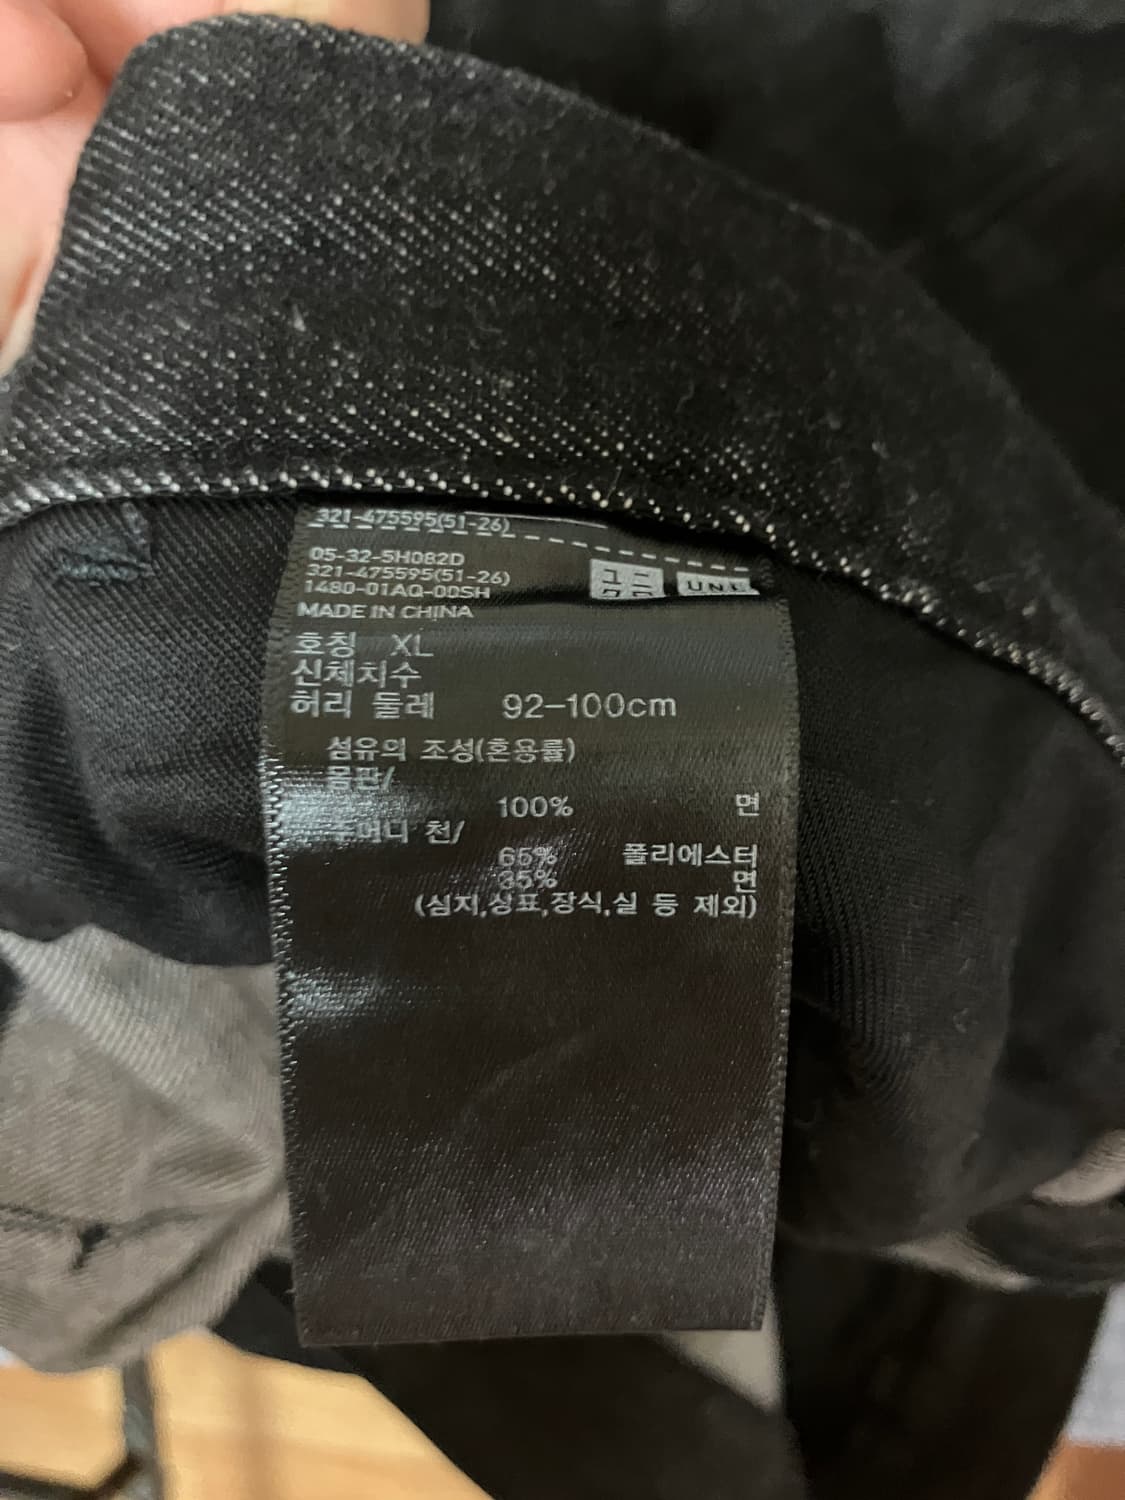 321-475595(51-26)
05-32-5H082D
321-475595(51-26)
1480-01AQ-00SH
MADE IN CHINA
호칭 XL
신체치수
허리 둘레 92-100cm
섬유의 조성(혼용률)
몸판/
100% 면
주머니 천/
65% 폴리에스터
35% 면
(심지,상표,장식,실 등 제외)